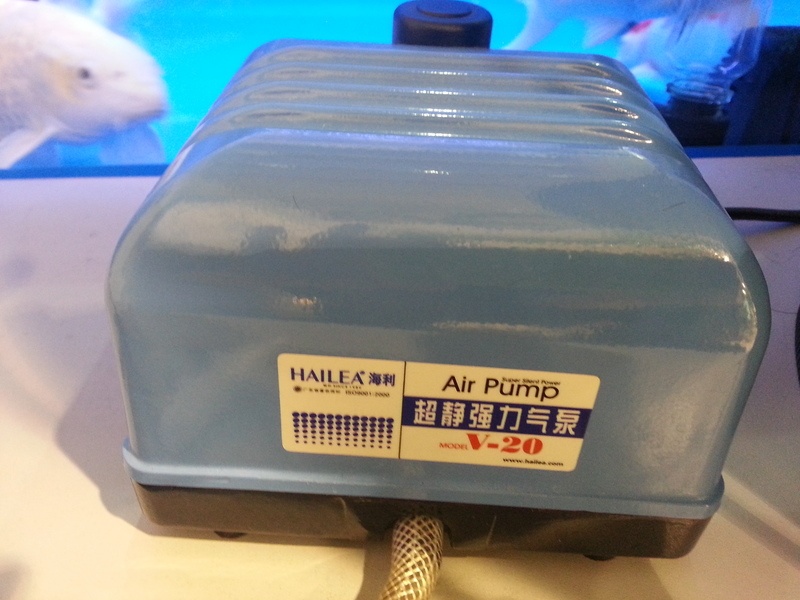 HAILEA® 海利
ISO9001:2000
Super Silent Power
Air Pump
超静强力气泵
MODEL V-20
www.hailea.com